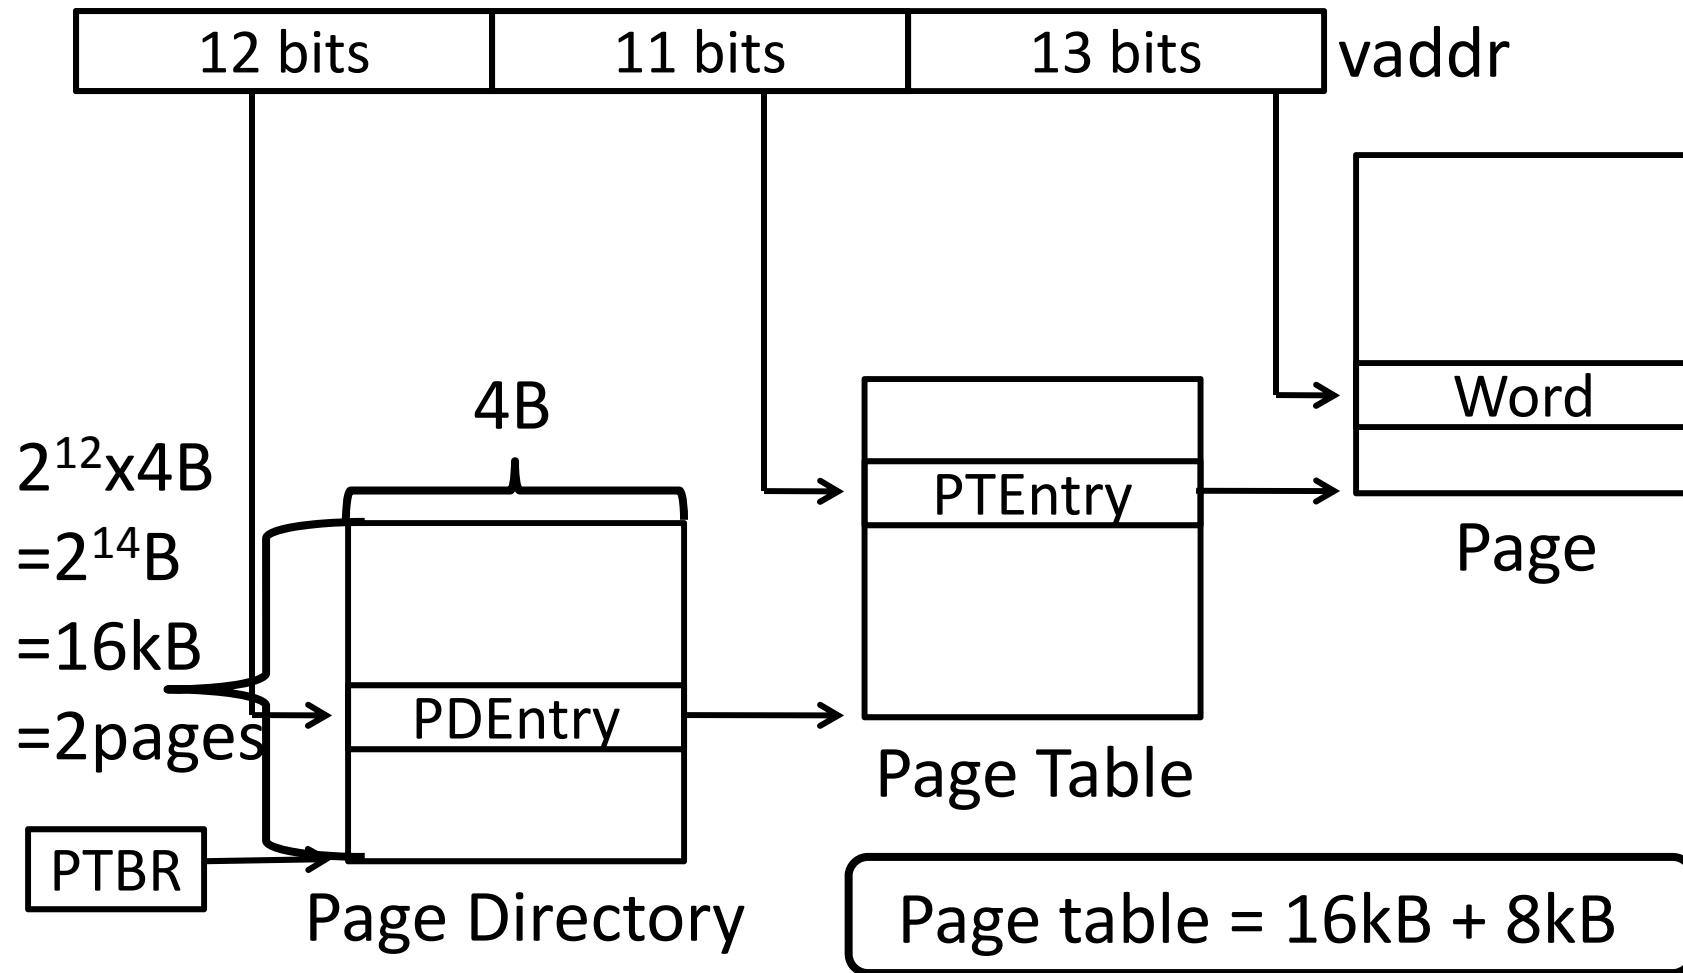 12 bits 11 bits 13 bits vaddr
4B
2¹²x4B
=2¹⁴B
=16kB
=2pages
Word
PTEntry
Page
PDEntry
Page Table
PTBR
Page Directory
Page table = 16kB + 8kB